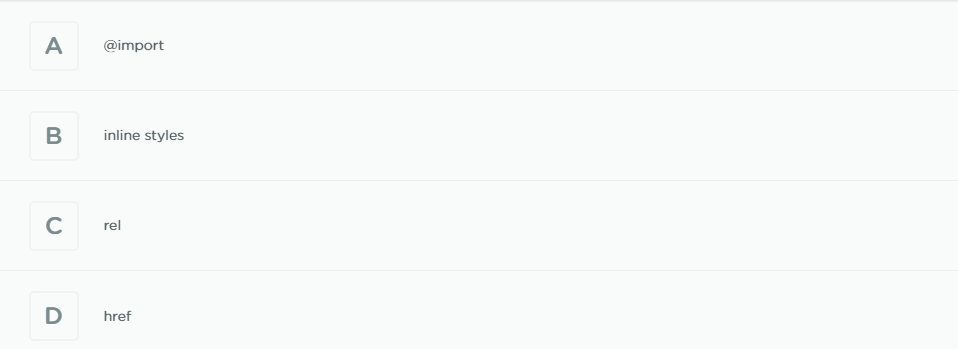 A @import
B inline styles
C rel
D href